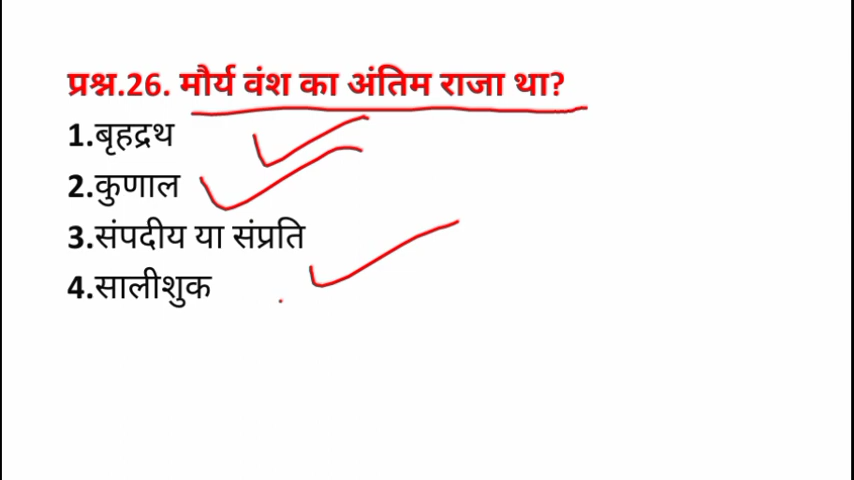 प्रश्न.26. मौर्य वंश का अंतिम राजा था?
1.बृहद्रथ
2.कुणाल
3.संपदीय या संप्रति
4.सालीशुक